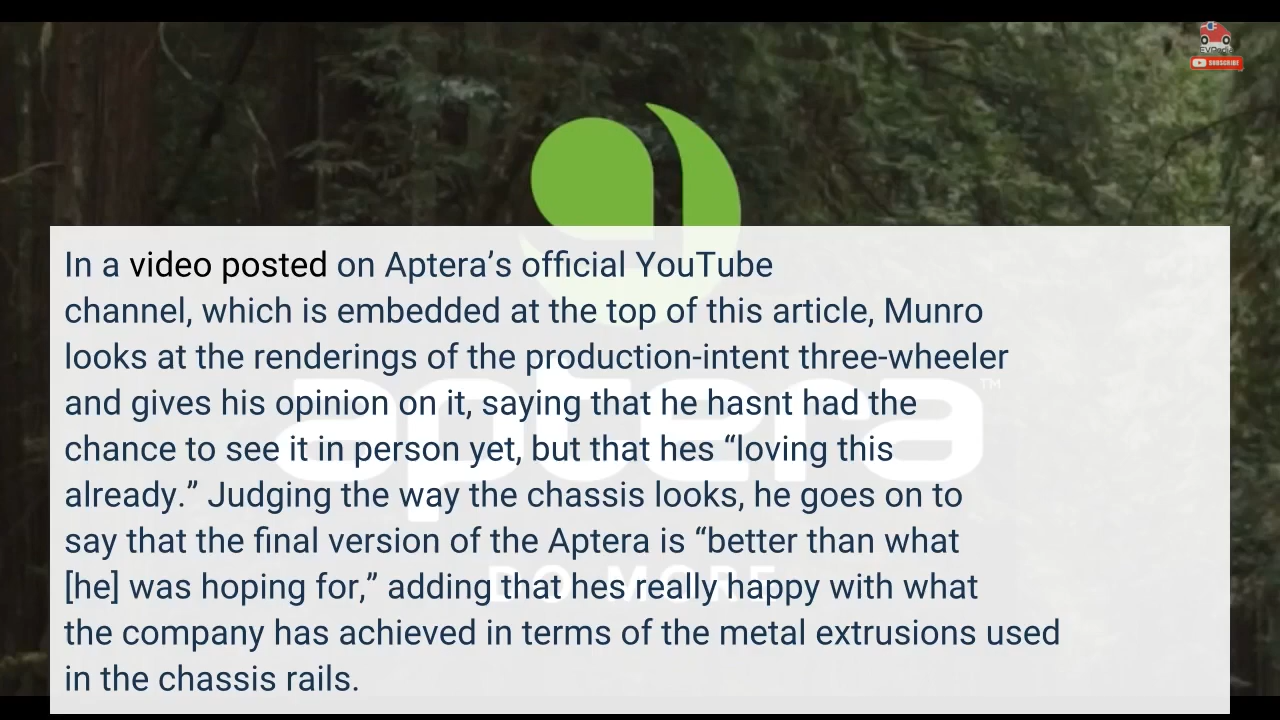 EVPedia
SUBSCRIBE
In a video posted on Aptera’s official YouTube
channel, which is embedded at the top of this article, Munro
looks at the renderings of the production-intent three-wheeler
and gives his opinion on it, saying that he hasnt had the
chance to see it in person yet, but that hes “loving this
already.” Judging the way the chassis looks, he goes on to
say that the final version of the Aptera is “better than what
[he] was hoping for,” adding that hes really happy with what
the company has achieved in terms of the metal extrusions used
in the chassis rails.
aptera™
DO MORE